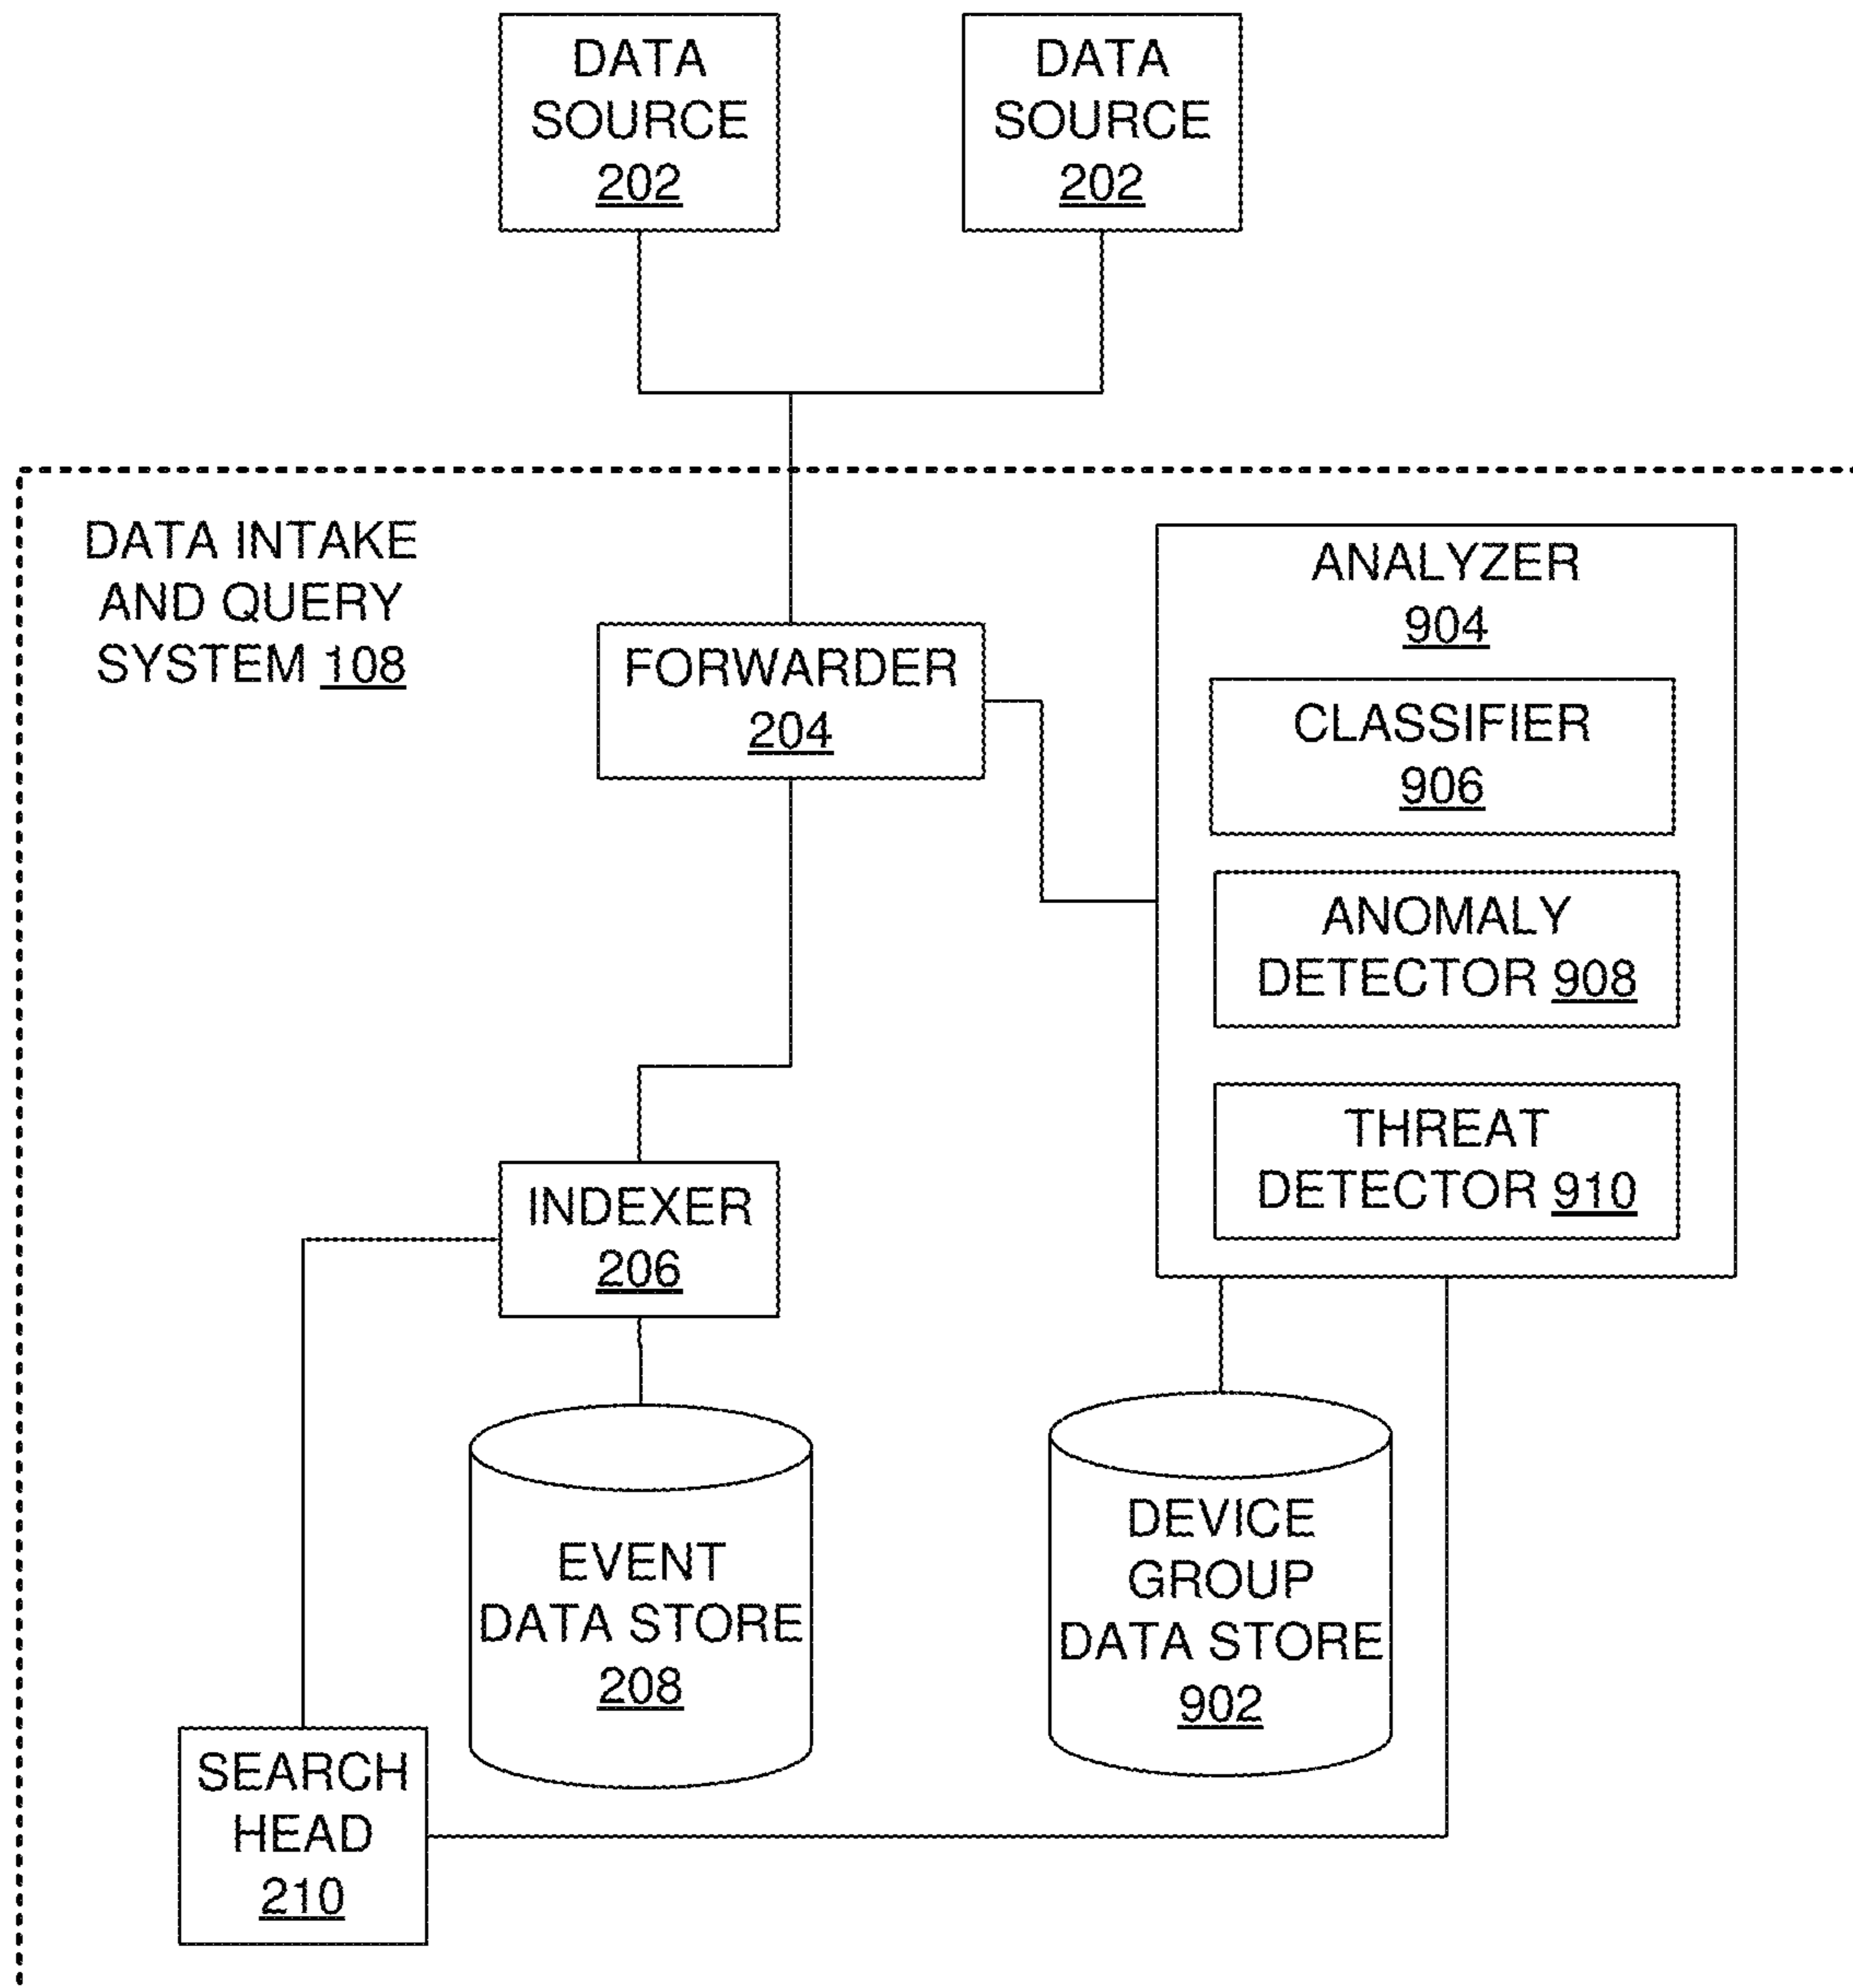 DATA
SOURCE
202
DATA
SOURCE
202
DATA INTAKE
AND QUERY
SYSTEM 108
FORWARDER
204
ANALYZER
904
CLASSIFIER
906
ANOMALY
DETECTOR 908
THREAT
DETECTOR 910
INDEXER
206
EVENT
DATA STORE
208
DEVICE
GROUP
DATA STORE
902
SEARCH
HEAD
210